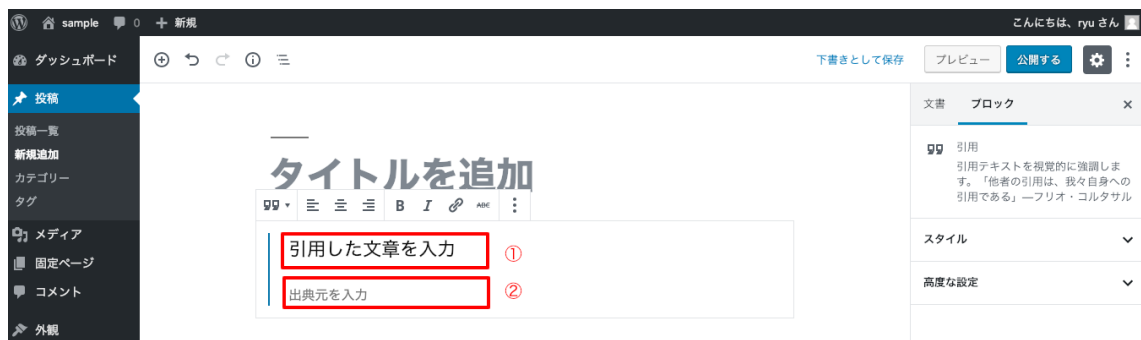 sample 0 新規 こんにちは、ryu さん
ダッシュボード
下書きとして保存 プレビュー 公開する
投稿
投稿一覧
新規追加
カテゴリー
タグ
メディア
固定ページ
コメント
外観
タイトルを追加
B I ABC
引用した文章を入力 ①
出典元を入力 ②
文書 ブロック ×
引用
引用テキストを視覚的に強調しま
す。「他者の引用は、我々自身への
引用である」—フリオ・コルタサル
スタイル
高度な設定